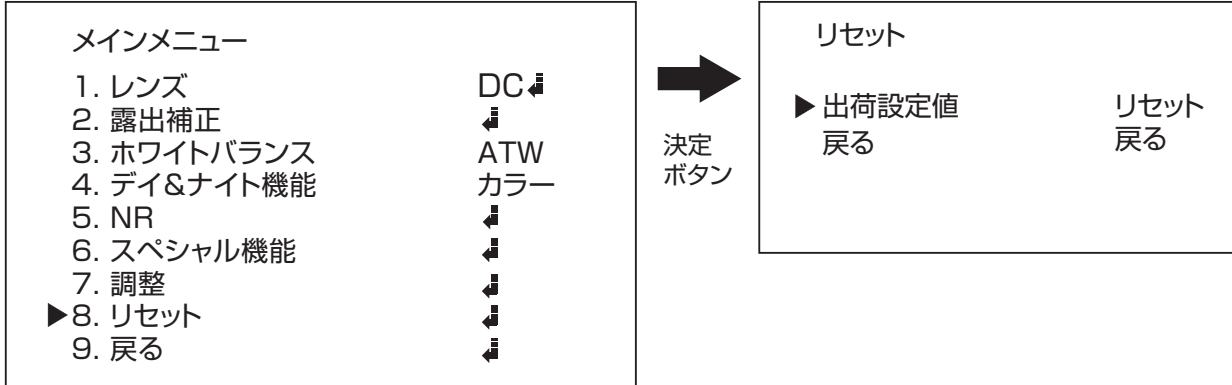 メインメニュー
1. レンズ DC↲
2. 露出補正 ↲
3. ホワイトバランス ATW
4. デイ&ナイト機能 カラー
5. NR ↲
6. スペシャル機能 ↲
7. 調整 ↲
▶8. リセット ↲
9. 戻る ↲
決定
ボタン
リセット
▶出荷設定値 リセット
戻る 戻る